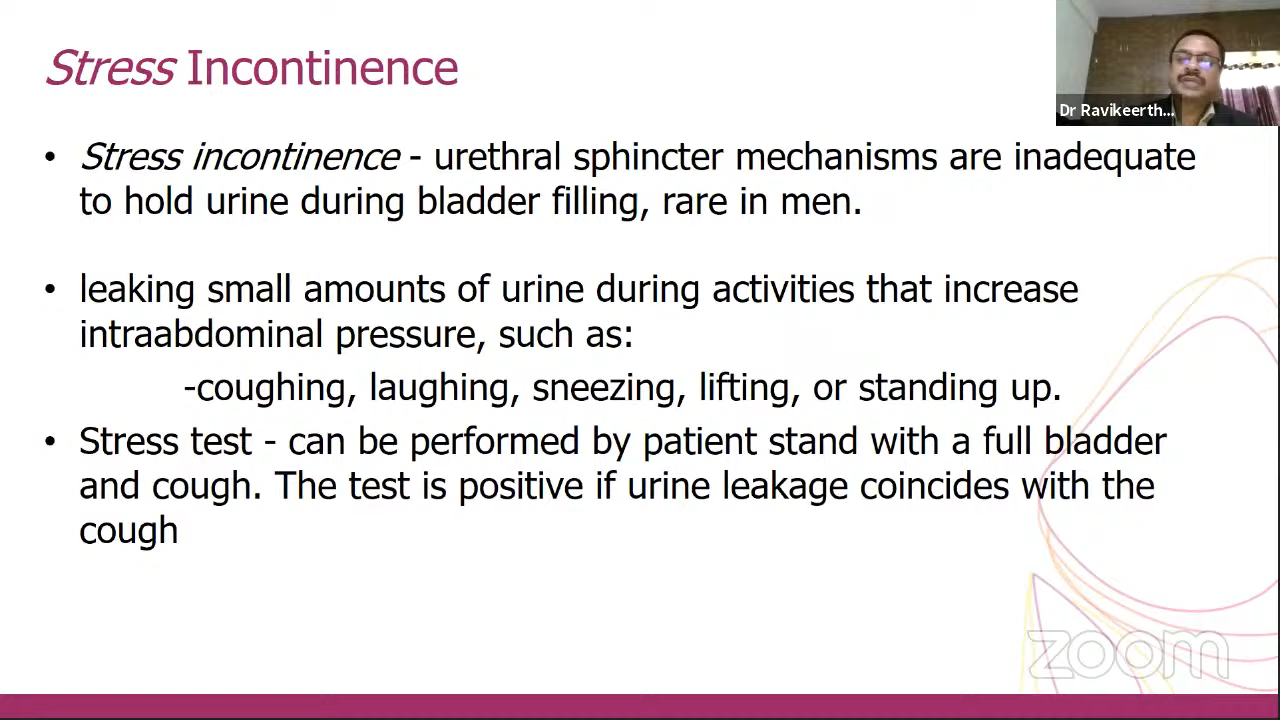 Stress Incontinence
Dr Ravikeerth...
• Stress incontinence - urethral sphincter mechanisms are inadequate
to hold urine during bladder filling, rare in men.
• leaking small amounts of urine during activities that increase
intraabdominal pressure, such as:
-coughing, laughing, sneezing, lifting, or standing up.
• Stress test - can be performed by patient stand with a full bladder
and cough. The test is positive if urine leakage coincides with the
cough
zoom